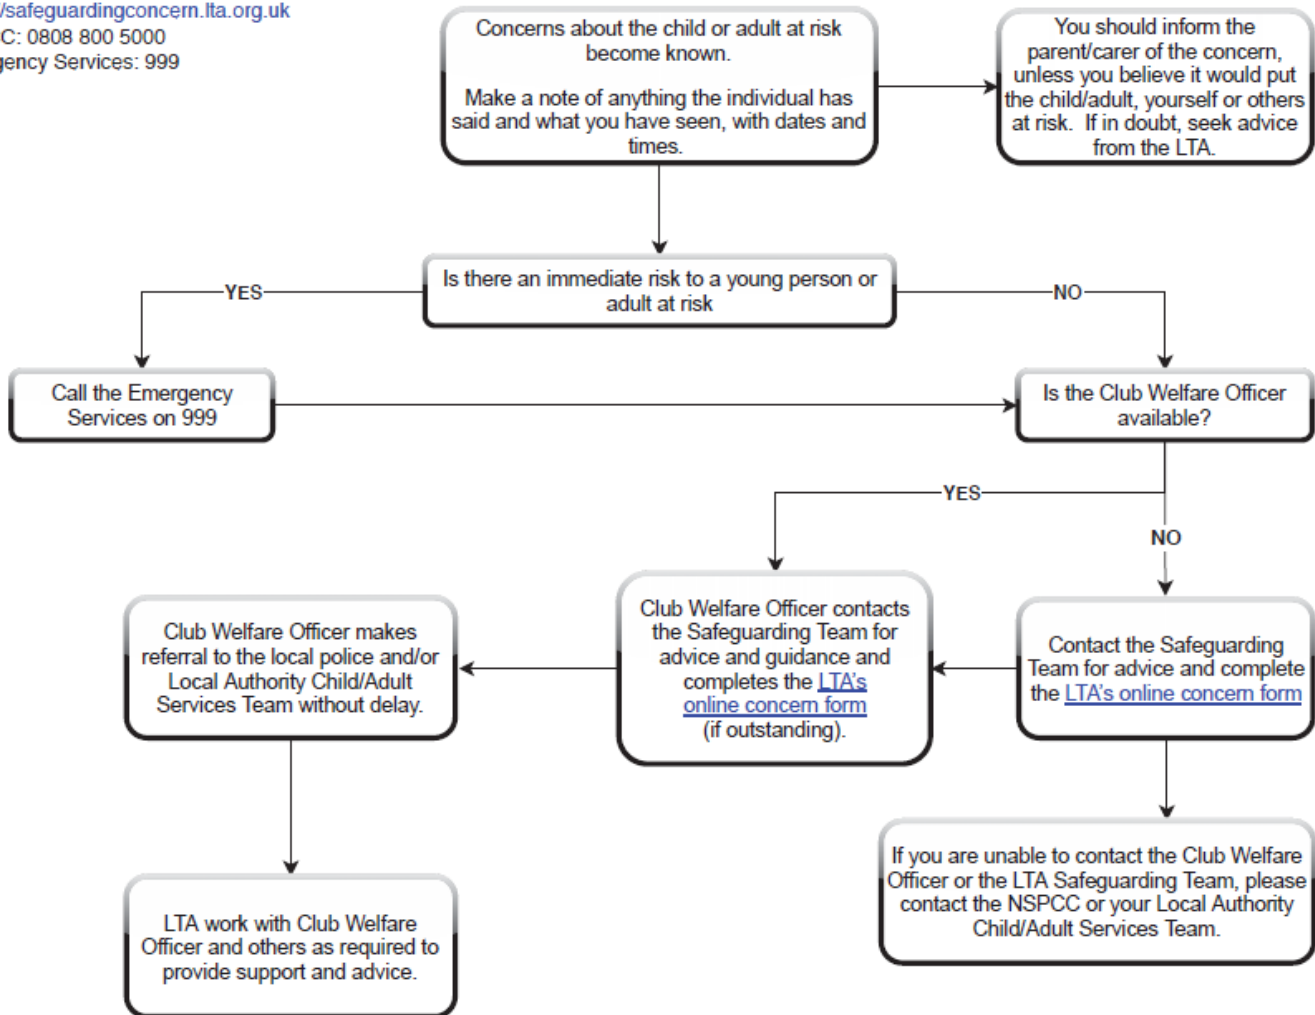 /safeguardingconcern.lta.org.uk
C: 0808 800 5000
gency Services: 999
Concerns about the child or adult at risk
become known.
Make a note of anything the individual has
said and what you have seen, with dates and
times.
You should inform the
parent/carer of the concern,
unless you believe it would put
the child/adult, yourself or others
at risk. If in doubt, seek advice
from the LTA.
Is there an immediate risk to a young person or
adult at risk
YES
NO
Call the Emergency
Services on 999
Is the Club Welfare Officer
available?
YES
NO
Club Welfare Officer makes
referral to the local police and/or
Local Authority Child/Adult
Services Team without delay.
Club Welfare Officer contacts
the Safeguarding Team for
advice and guidance and
completes the LTA's
online concern form
(if outstanding).
Contact the Safeguarding
Team for advice and complete
the LTA's online concern form
If you are unable to contact the Club Welfare
Officer or the LTA Safeguarding Team, please
contact the NSPCC or your Local Authority
Child/Adult Services Team.
LTA work with Club Welfare
Officer and others as required to
provide support and advice.